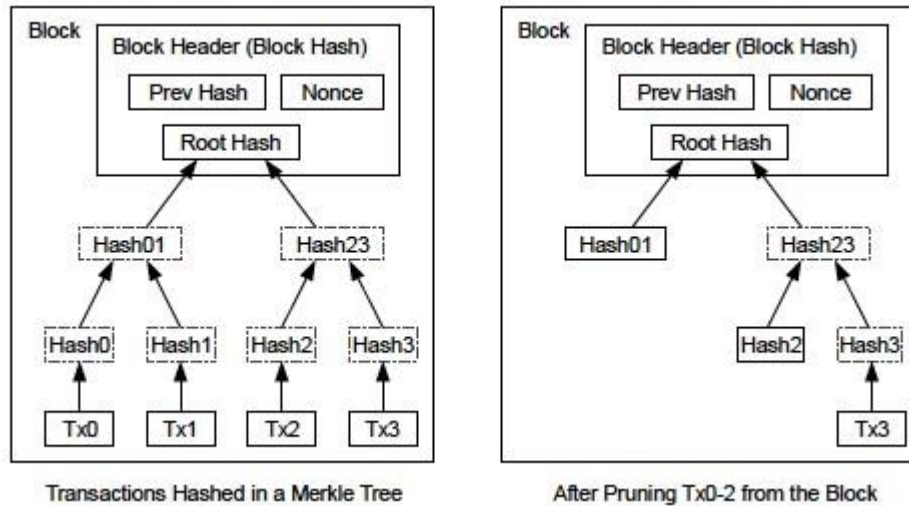 Block
Block Header (Block Hash)
Prev Hash
Nonce
Root Hash
Hash01
Hash23
Hash0
Hash1
Hash2
Hash3
Tx0
Tx1
Tx2
Tx3
Transactions Hashed in a Merkle Tree
Block
Block Header (Block Hash)
Prev Hash
Nonce
Root Hash
Hash01
Hash23
Hash2
Hash3
Tx3
After Pruning Tx0-2 from the Block